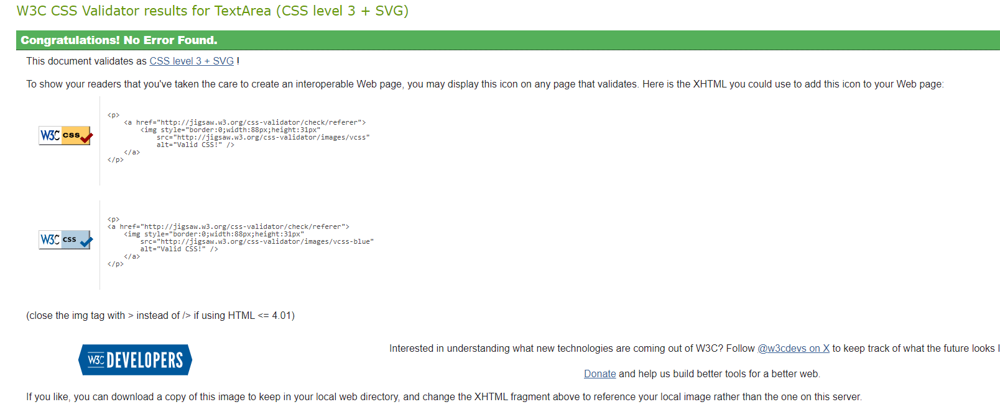 W3C CSS Validator results for TextArea (CSS level 3 + SVG)
Congratulations! No Error Found.
This document validates as CSS level 3 + SVG !
To show your readers that you've taken the care to create an interoperable Web page, you may display this icon on any page that validates. Here is the XHTML you could use to add this icon to your Web page:
W3C css
<p>
<a href="http://jigsaw.w3.org/css-validator/check/referer">
<img style="border:0;width:88px;height:31px"
src="http://jigsaw.w3.org/css-validator/images/vcss"
alt="Valid CSS!" />
</a>
</p>
W3C css
<p>
<a href="http://jigsaw.w3.org/css-validator/check/referer">
<img style="border:0;width:88px;height:31px"
src="http://jigsaw.w3.org/css-validator/images/vcss-blue"
alt="Valid CSS!" />
</a>
</p>
(close the img tag with > instead of /> if using HTML <= 4.01)
W3C DEVELOPERS
Interested in understanding what new technologies are coming out of W3C? Follow @w3cdevs on X to keep track of what the future looks
Donate and help us build better tools for a better web.
If you like, you can download a copy of this image to keep in your local web directory, and change the XHTML fragment above to reference your local image rather than the one on this server.